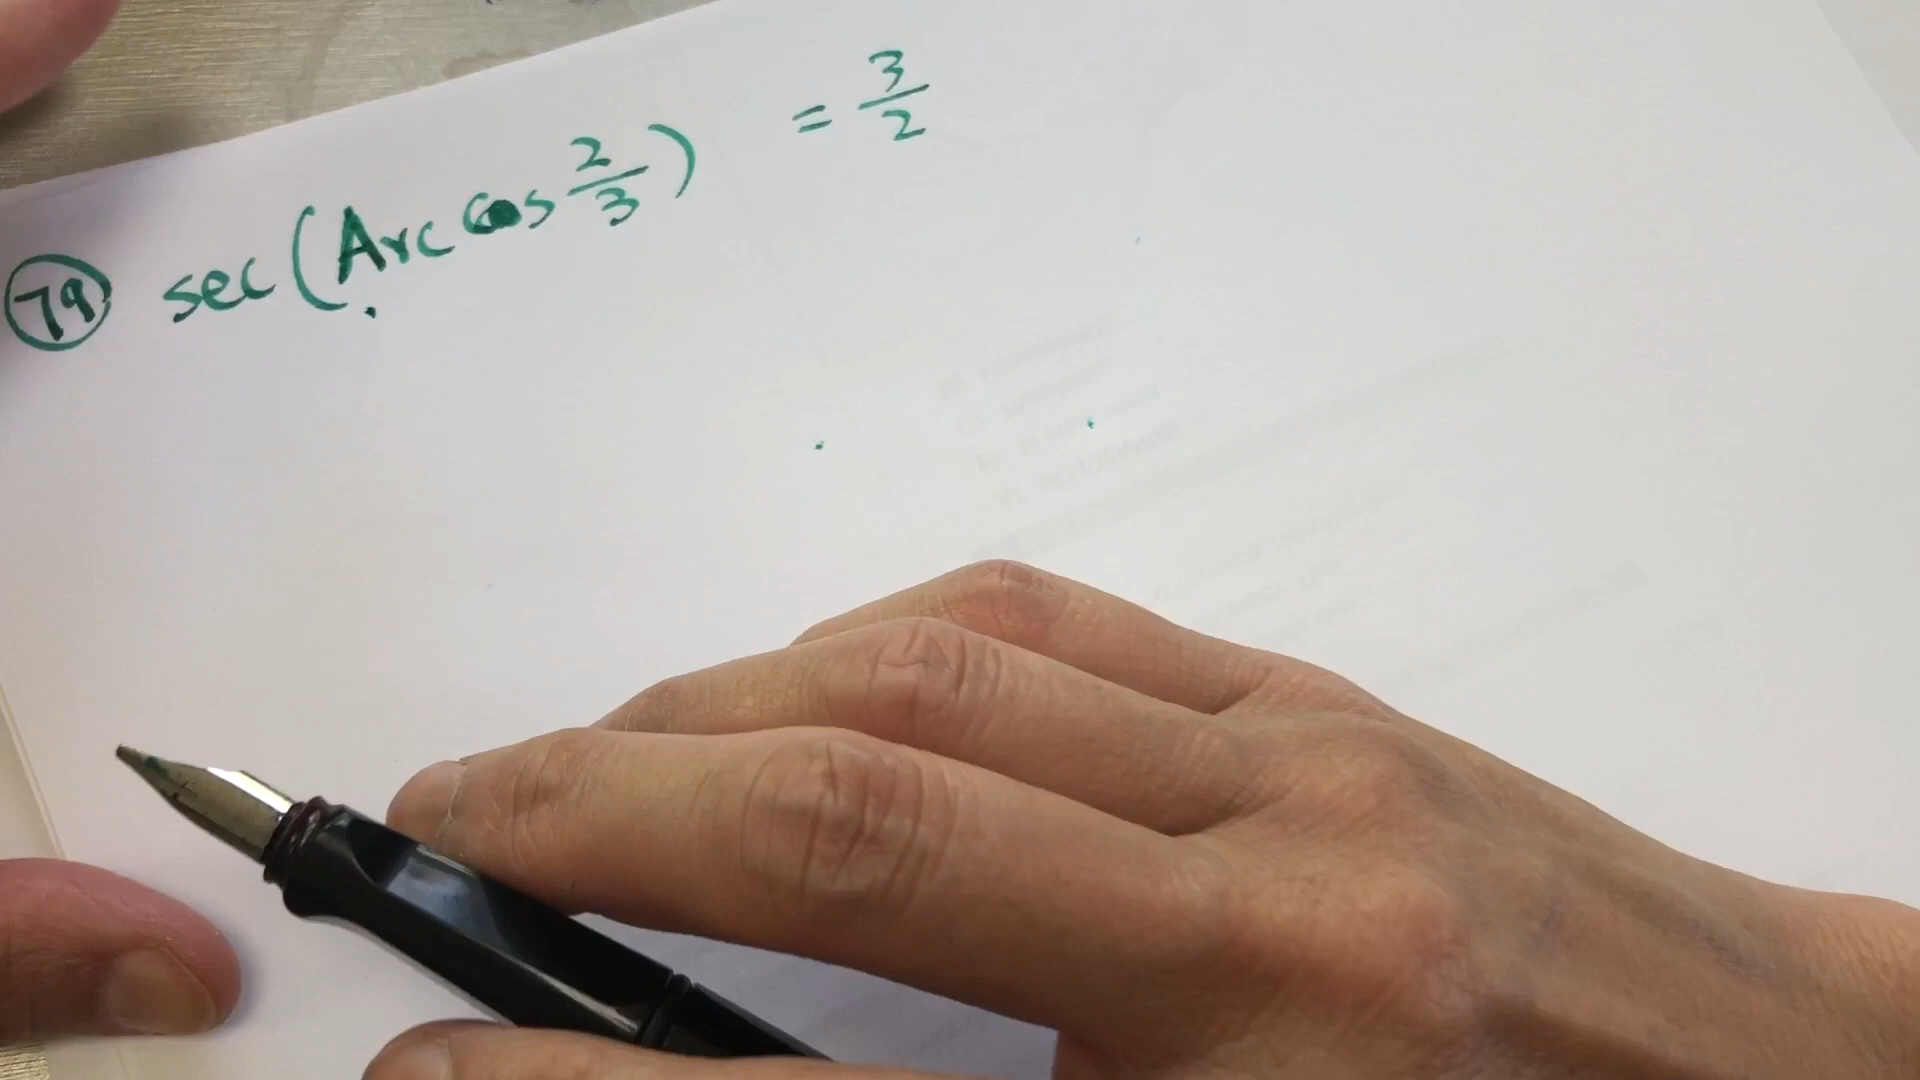 79 sec(Arccos 2/3) = 3/2